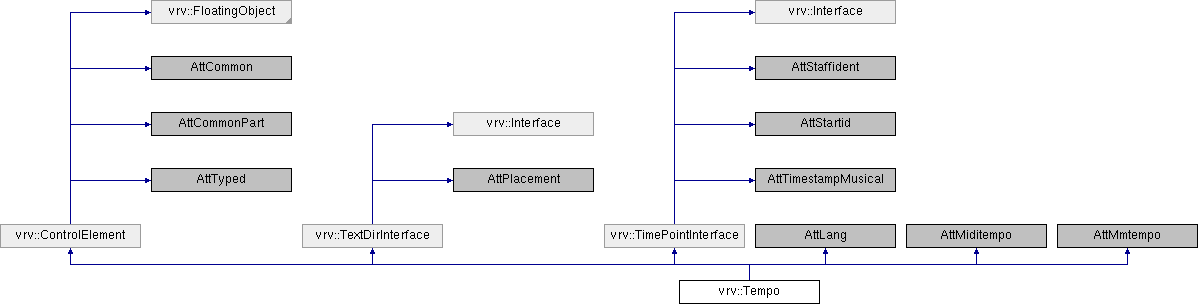 vrv::FloatingObject
vrv::Interface
AttCommon
AttStaffident
AttCommonPart
vrv::Interface
AttStartid
AttTyped
AttPlacement
AttTimestampMusical
vrv::ControlElement
vrv::TextDirInterface
vrv::TimePointInterface
AttLang
AttMiditempo
AttMmtempo
vrv::Tempo